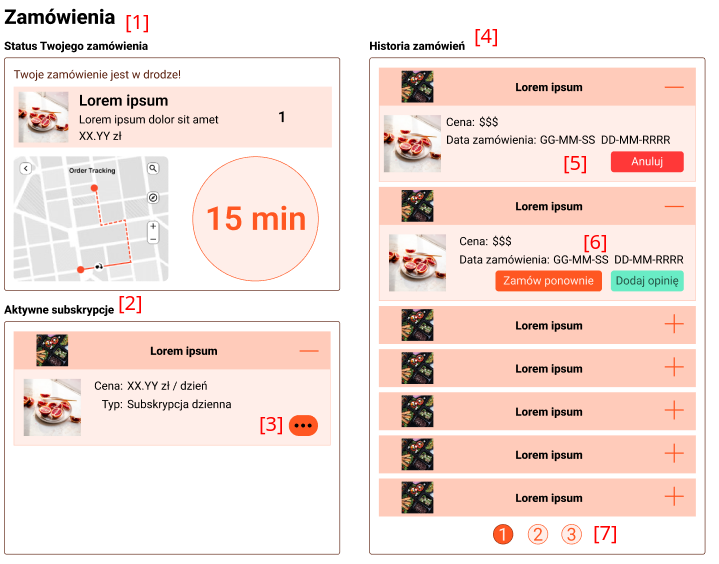 Zamówienia [1]
Status Twojego zamówienia
Twoje zamówienie jest w drodze!
Lorem ipsum
Lorem ipsum dolor sit amet
XX.YY zł
1
Order Tracking
15 min
Aktywne subskrypcje [2]
Lorem ipsum
Cena: XX.YY zł / dzień
Typ: Subskrypcja dzienna
[3]
Historia zamówień [4]
Lorem ipsum
Cena: $$$
Data zamówienia: GG-MM-SS DD-MM-RRRR
[5] Anuluj
Lorem ipsum
Cena: $$$ [6]
Data zamówienia: GG-MM-SS DD-MM-RRRR
Zamów ponownie Dodaj opinię
Lorem ipsum
Lorem ipsum
Lorem ipsum
Lorem ipsum
Lorem ipsum
1 2 3 [7]